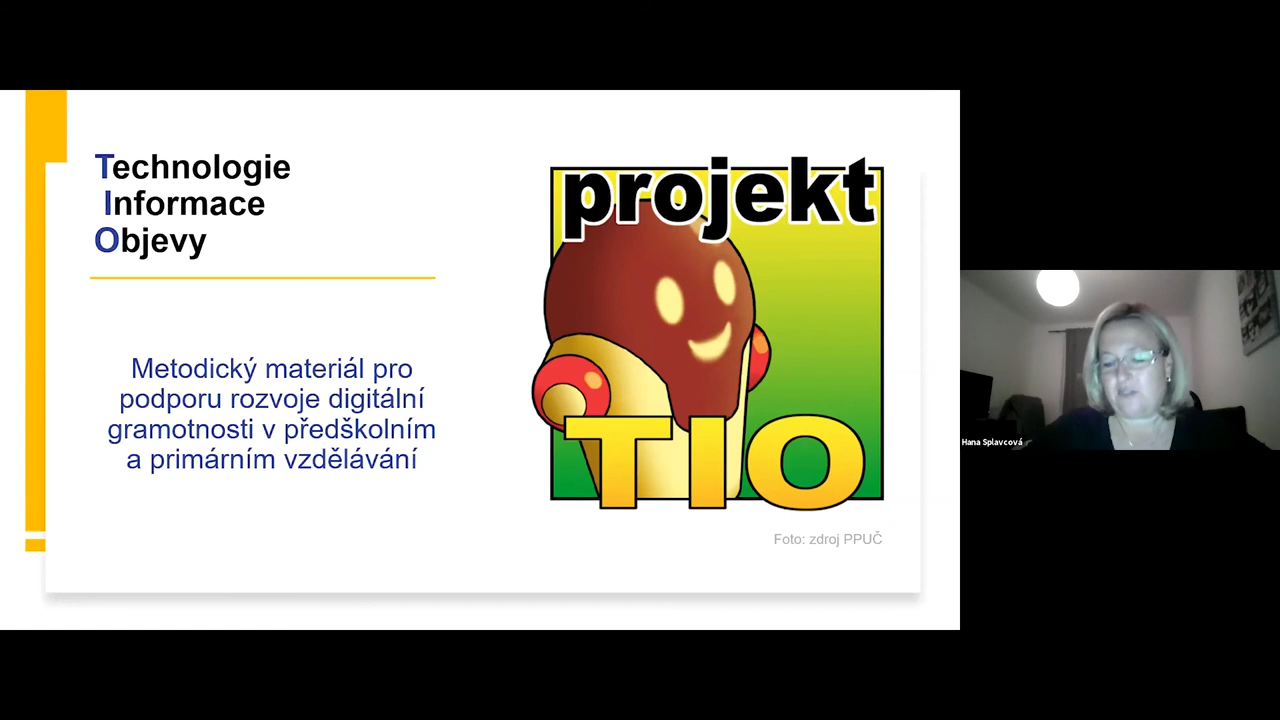 Technologie
Informace
Objevy
Metodický materiál pro
podporu rozvoje digitální
gramotnosti v předškolním
a primárním vzdělávání
projekt
TIO
Foto: zdroj PPUČ
Hana Splavcová